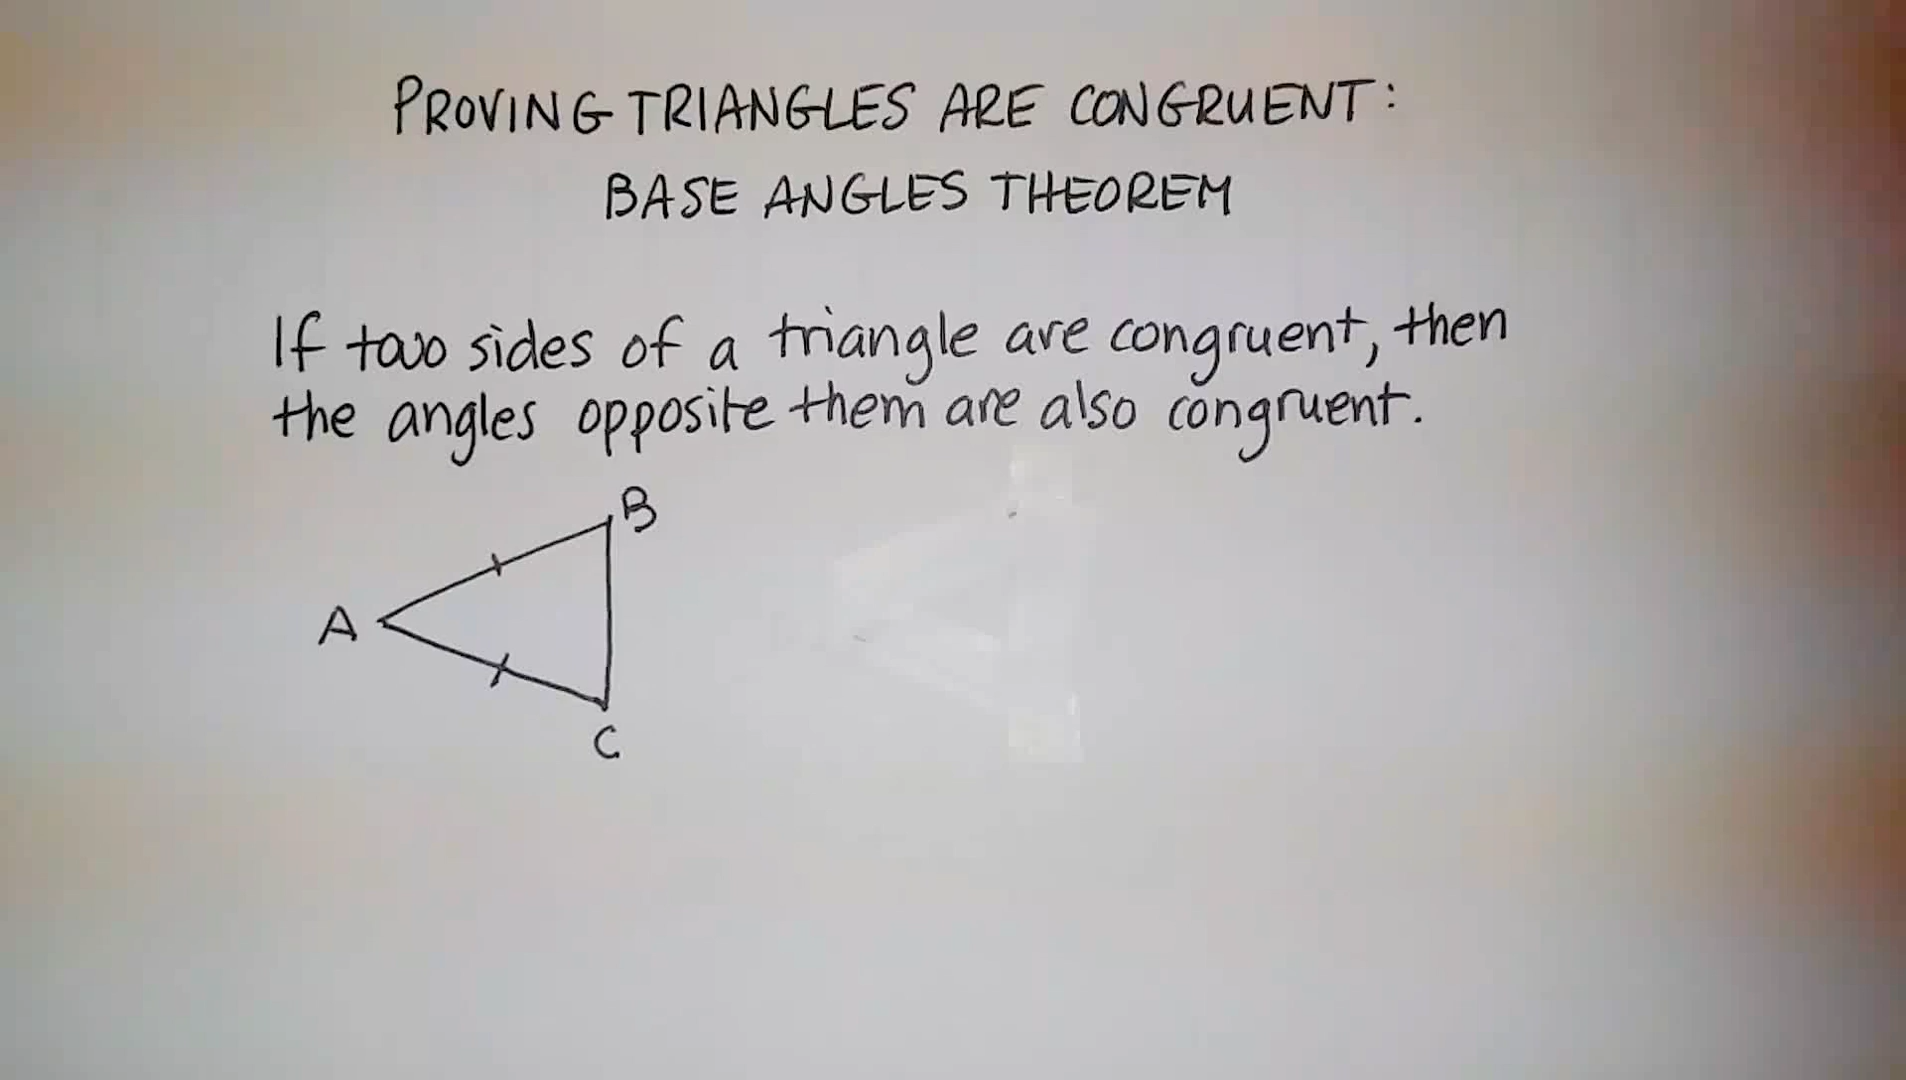 PROVING TRIANGLES ARE CONGRUENT:
BASE ANGLES THEOREM
If two sides of a triangle are congruent, then
the angles opposite them are also congruent.
B
A
C